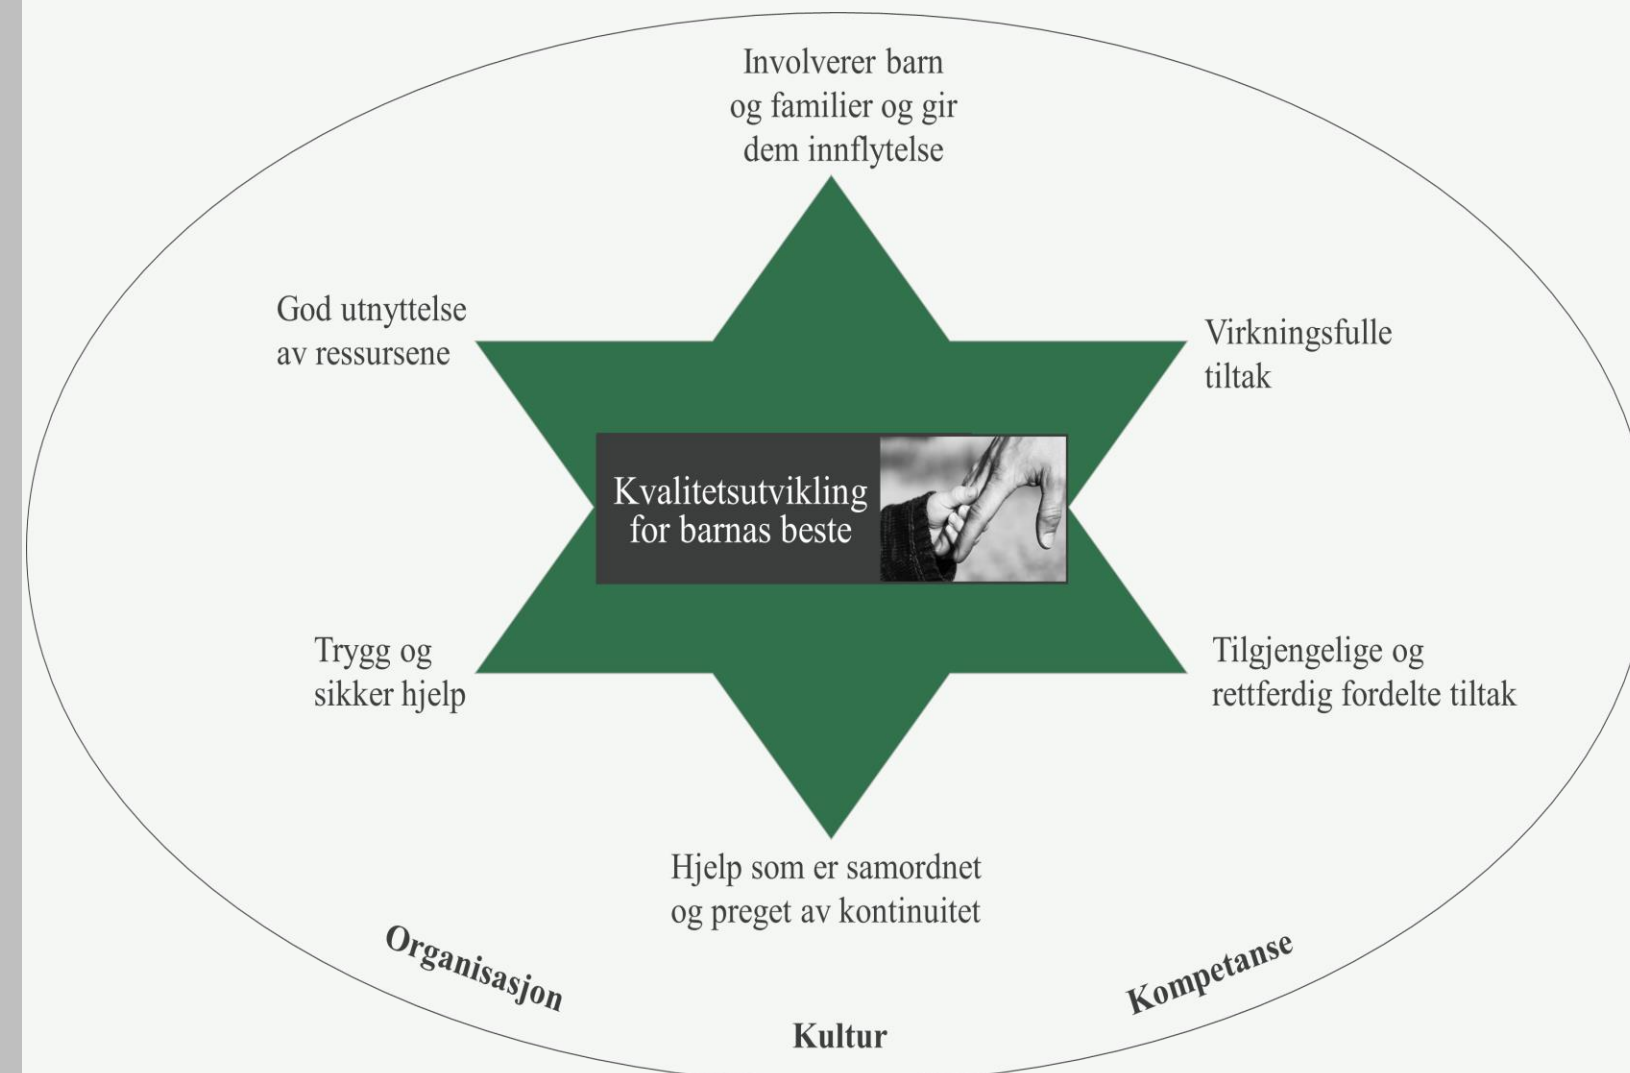 Involverer barn
og familier og gir
dem innflytelse
God utnyttelse
av ressursene
Virkningsfulle
tiltak
Kvalitetsutvikling
for barnas beste
Trygg og
sikker hjelp
Tilgjengelige og
rettferdig fordelte tiltak
Hjelp som er samordnet
og preget av kontinuitet
Organisasjon
Kultur
Kompetanse